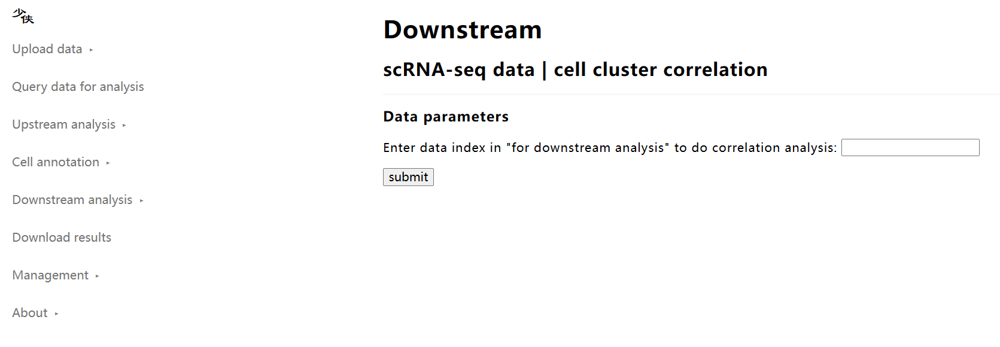 少侠
Upload data ▸
Query data for analysis
Upstream analysis ▸
Cell annotation ▸
Downstream analysis ▸
Download results
Management ▸
About ▸
Downstream
scRNA-seq data | cell cluster correlation
Data parameters
Enter data index in "for downstream analysis" to do correlation analysis:
submit